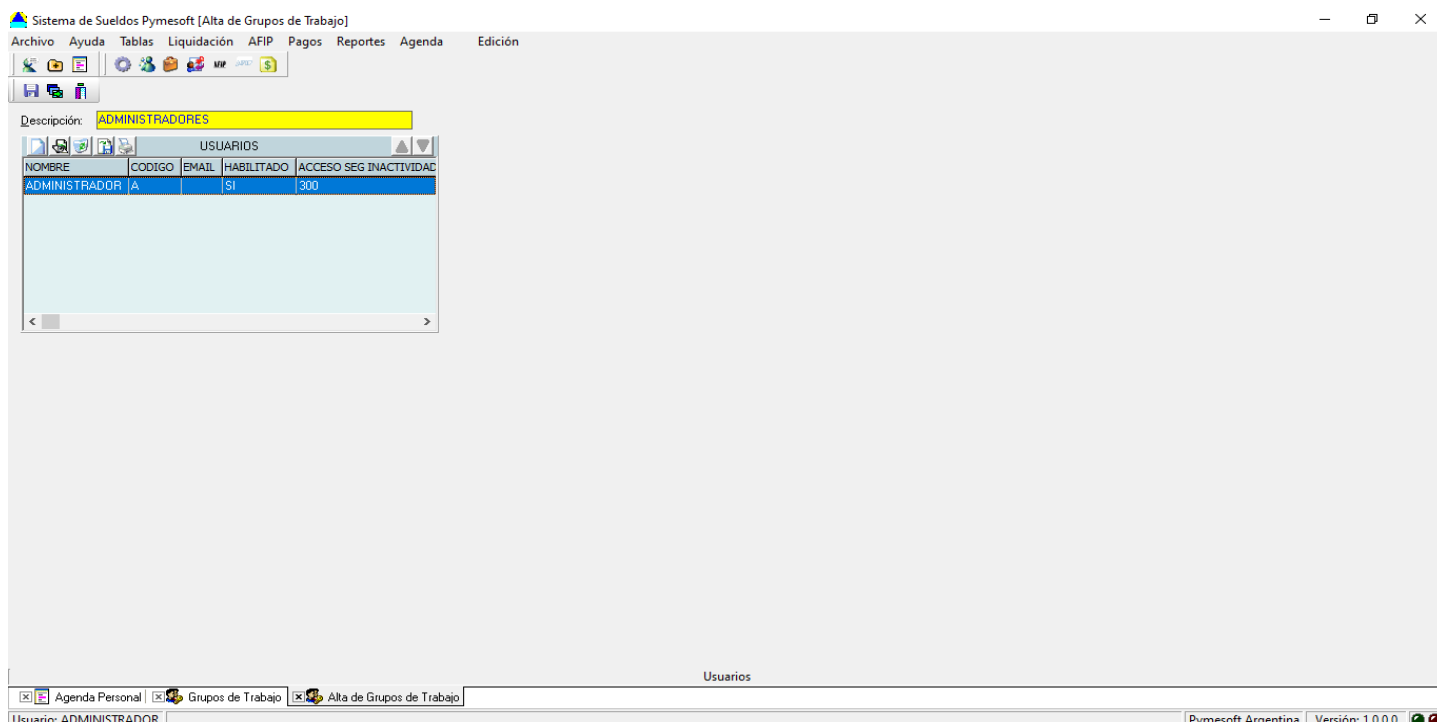 Sistema de Sueldos Pymesoft [Alta de Grupos de Trabajo]
Archivo Ayuda Tablas Liquidación AFIP Pagos Reportes Agenda Edición
Descripción: ADMINISTRADORES
USUARIOS
NOMBRE CODIGO EMAIL HABILITADO ACCESO SEG INACTIVIDAD
ADMINISTRADOR A SI 300
Usuarios
Agenda Personal Grupos de Trabajo Alta de Grupos de Trabajo
Usuario: ADMINISTRADOR Pymesoft Argentina Versión: 1.0.0.0